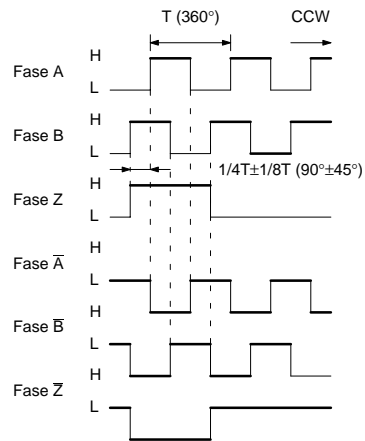 T (360°)
CCW
H
Fase A
L
H
Fase B
L
1/4T±1/8T (90°±45°)
H
Fase Z
L
H
Fase A̅
L
H
Fase B̅
L
H
Fase Z̅
L